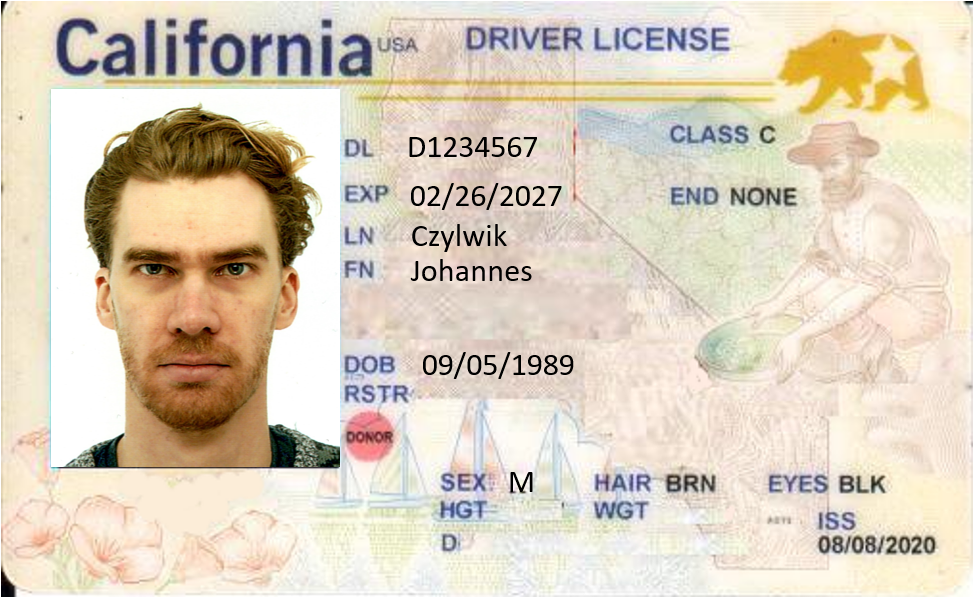 California USA DRIVER LICENSE
DL D1234567 CLASS C
EXP 02/26/2027 END NONE
LN Czylwik
FN Johannes
DOB 09/05/1989
RSTR
DONOR
SEX: M HAIR BRN EYES BLK
HGT WGT ISS
D 08/08/2020